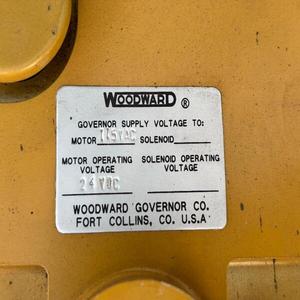 WOODWARD ®
GOVERNOR SUPPLY VOLTAGE TO:
MOTOR 115VAC SOLENOID
MOTOR OPERATING SOLENOID OPERATING
VOLTAGE VOLTAGE
24 VDC
WOODWARD GOVERNOR CO.
FORT COLLINS, CO. U.S.A